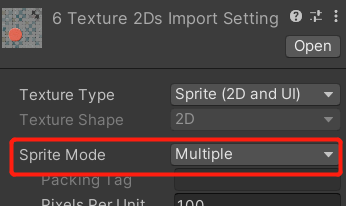 6 Texture 2Ds Import Setting
Open
Texture Type Sprite (2D and UI)
Texture Shape 2D
Sprite Mode Multiple
Packing Tag
Pixels Per Unit 100